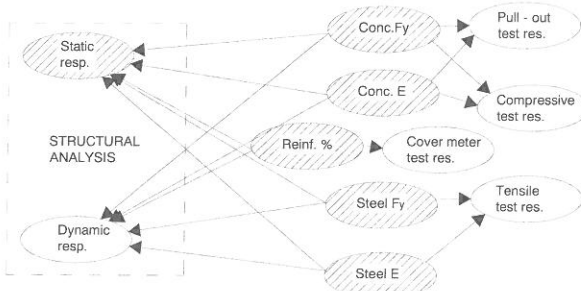 Static
resp.
STRUCTURAL
ANALYSIS
Dynamic
resp.
Conc.Fy
Conc. E
Reinf. %
Steel Fy
Steel E
Pull - out
test res.
Compressive
test res.
Cover meter
test res.
Tensile
test res.